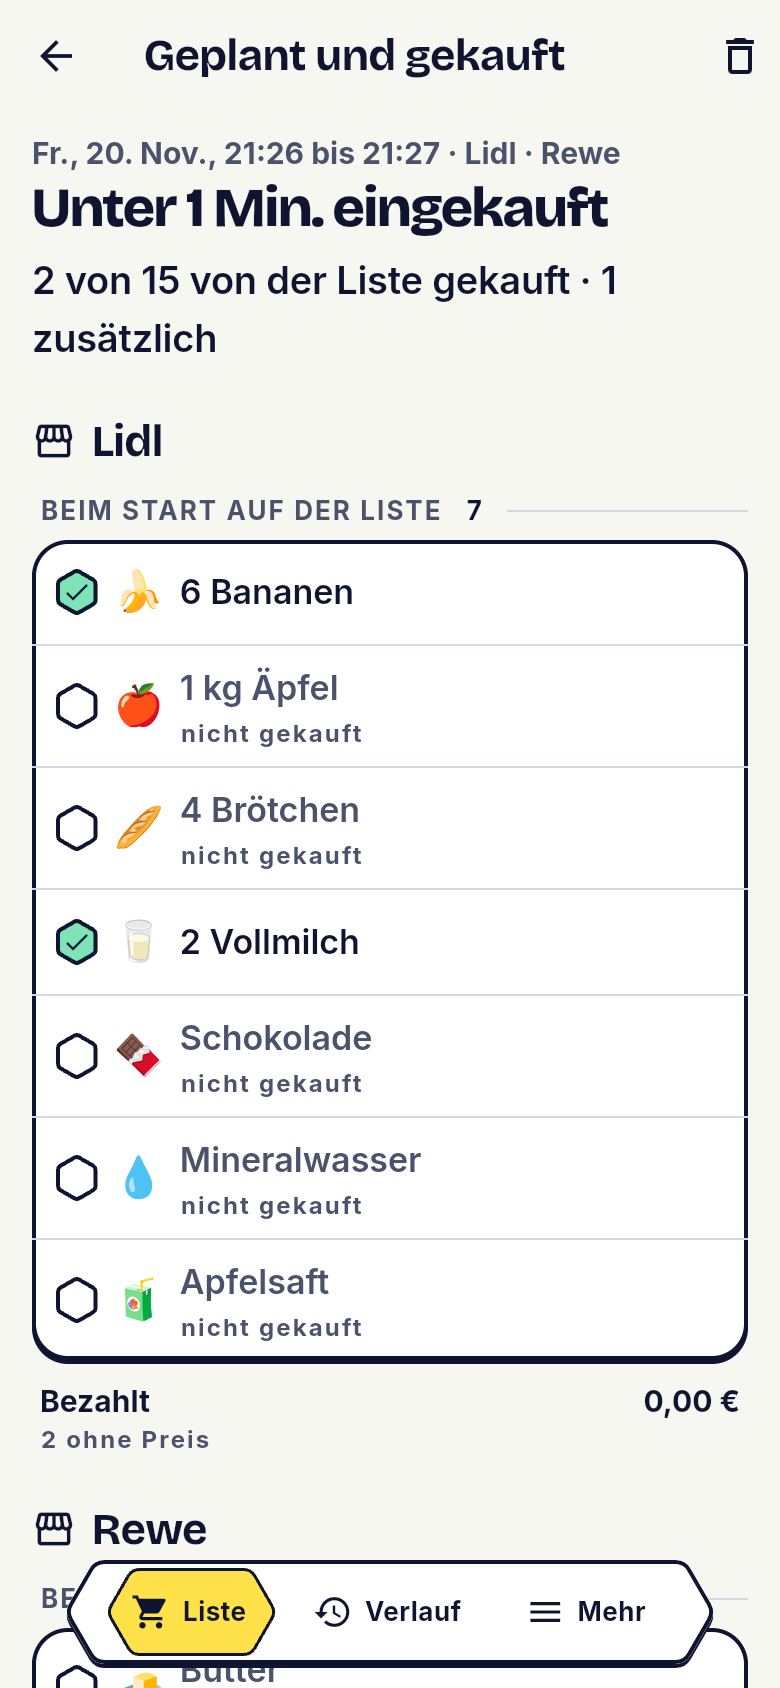 Geplant und gekauft
Fr., 20. Nov., 21:26 bis 21:27 · Lidl · Rewe
Unter 1 Min. eingekauft
2 von 15 von der Liste gekauft · 1
zusätzlich
Lidl
BEIM START AUF DER LISTE 7
6 Bananen
1 kg Äpfel
nicht gekauft
4 Brötchen
nicht gekauft
2 Vollmilch
Schokolade
nicht gekauft
Mineralwasser
nicht gekauft
Apfelsaft
nicht gekauft
Bezahlt 0,00 €
2 ohne Preis
Rewe
Liste Verlauf Mehr
Butter